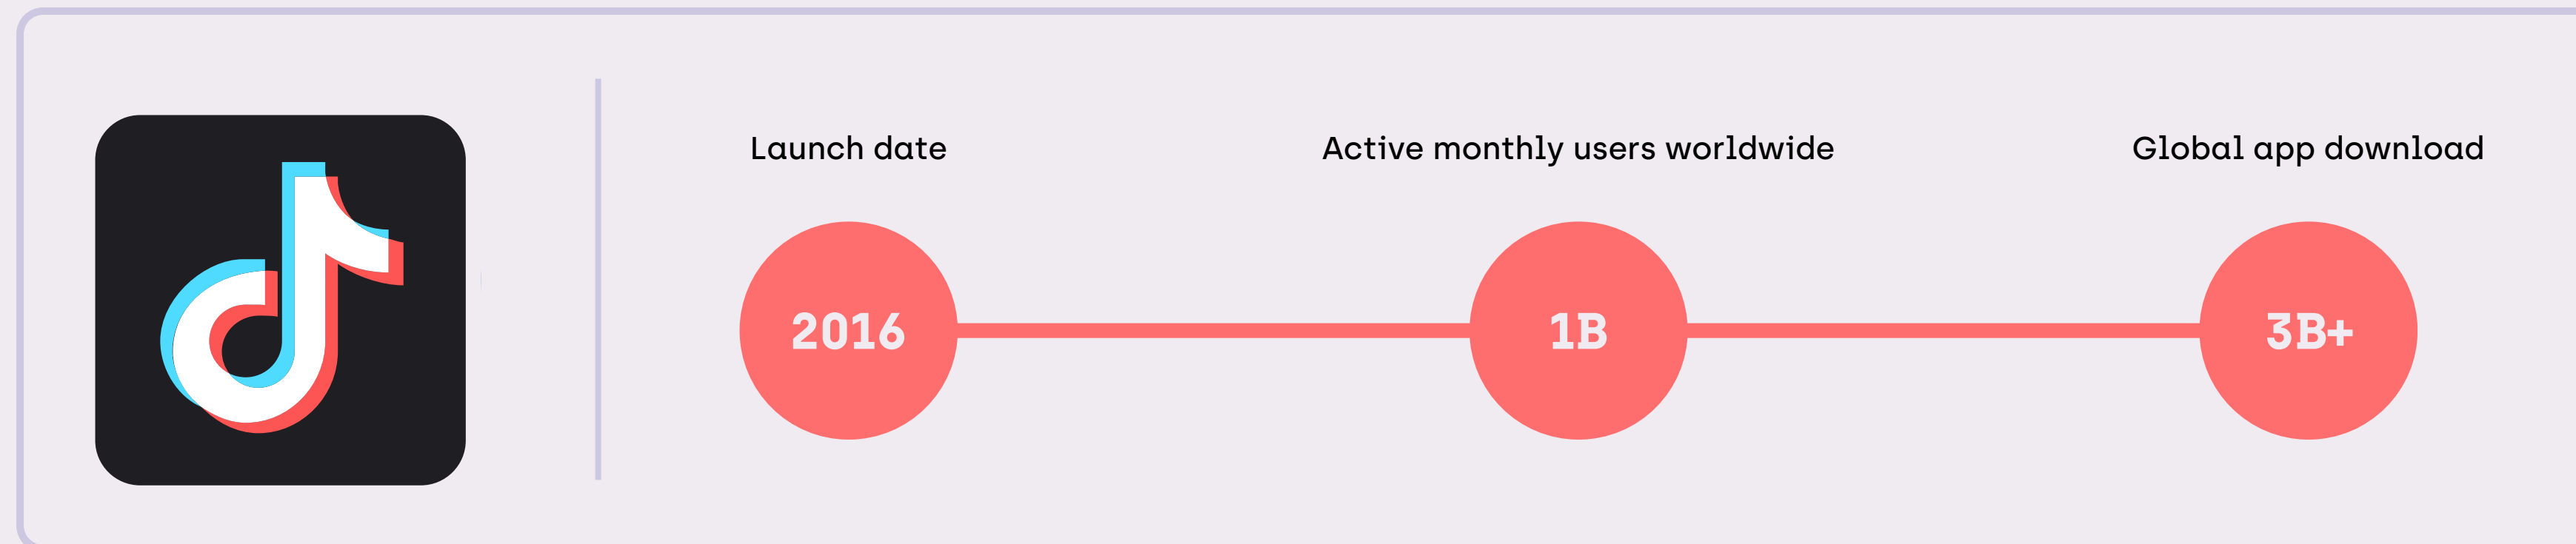 Launch date
Active monthly users worldwide
Global app download
2016
1B
3B+